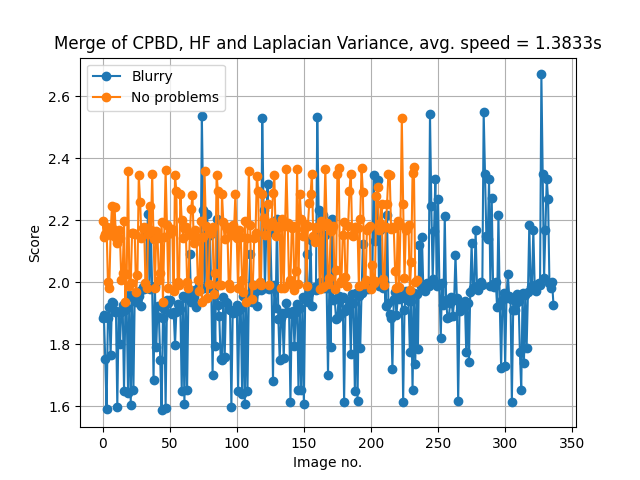 Merge of CPBD, HF and Laplacian Variance, avg. speed = 1.3833s
Blurry
No problems
2.6
2.4
2.2
2.0
1.8
1.6
Score
0 50 100 150 200 250 300 350
Image no.